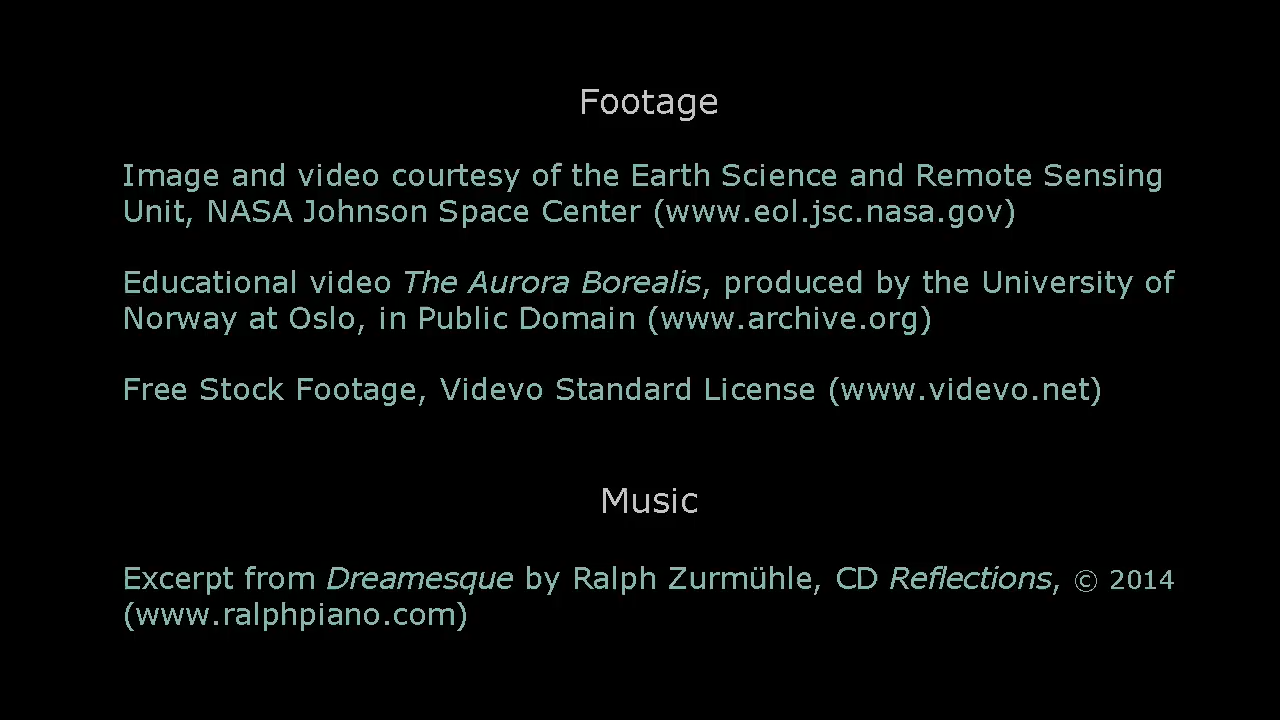 Footage
Image and video courtesy of the Earth Science and Remote Sensing
Unit, NASA Johnson Space Center (www.eol.jsc.nasa.gov)
Educational video The Aurora Borealis, produced by the University of
Norway at Oslo, in Public Domain (www.archive.org)
Free Stock Footage, Videvo Standard License (www.videvo.net)
Music
Excerpt from Dreamesque by Ralph Zurmühle, CD Reflections, © 2014
(www.ralphpiano.com)